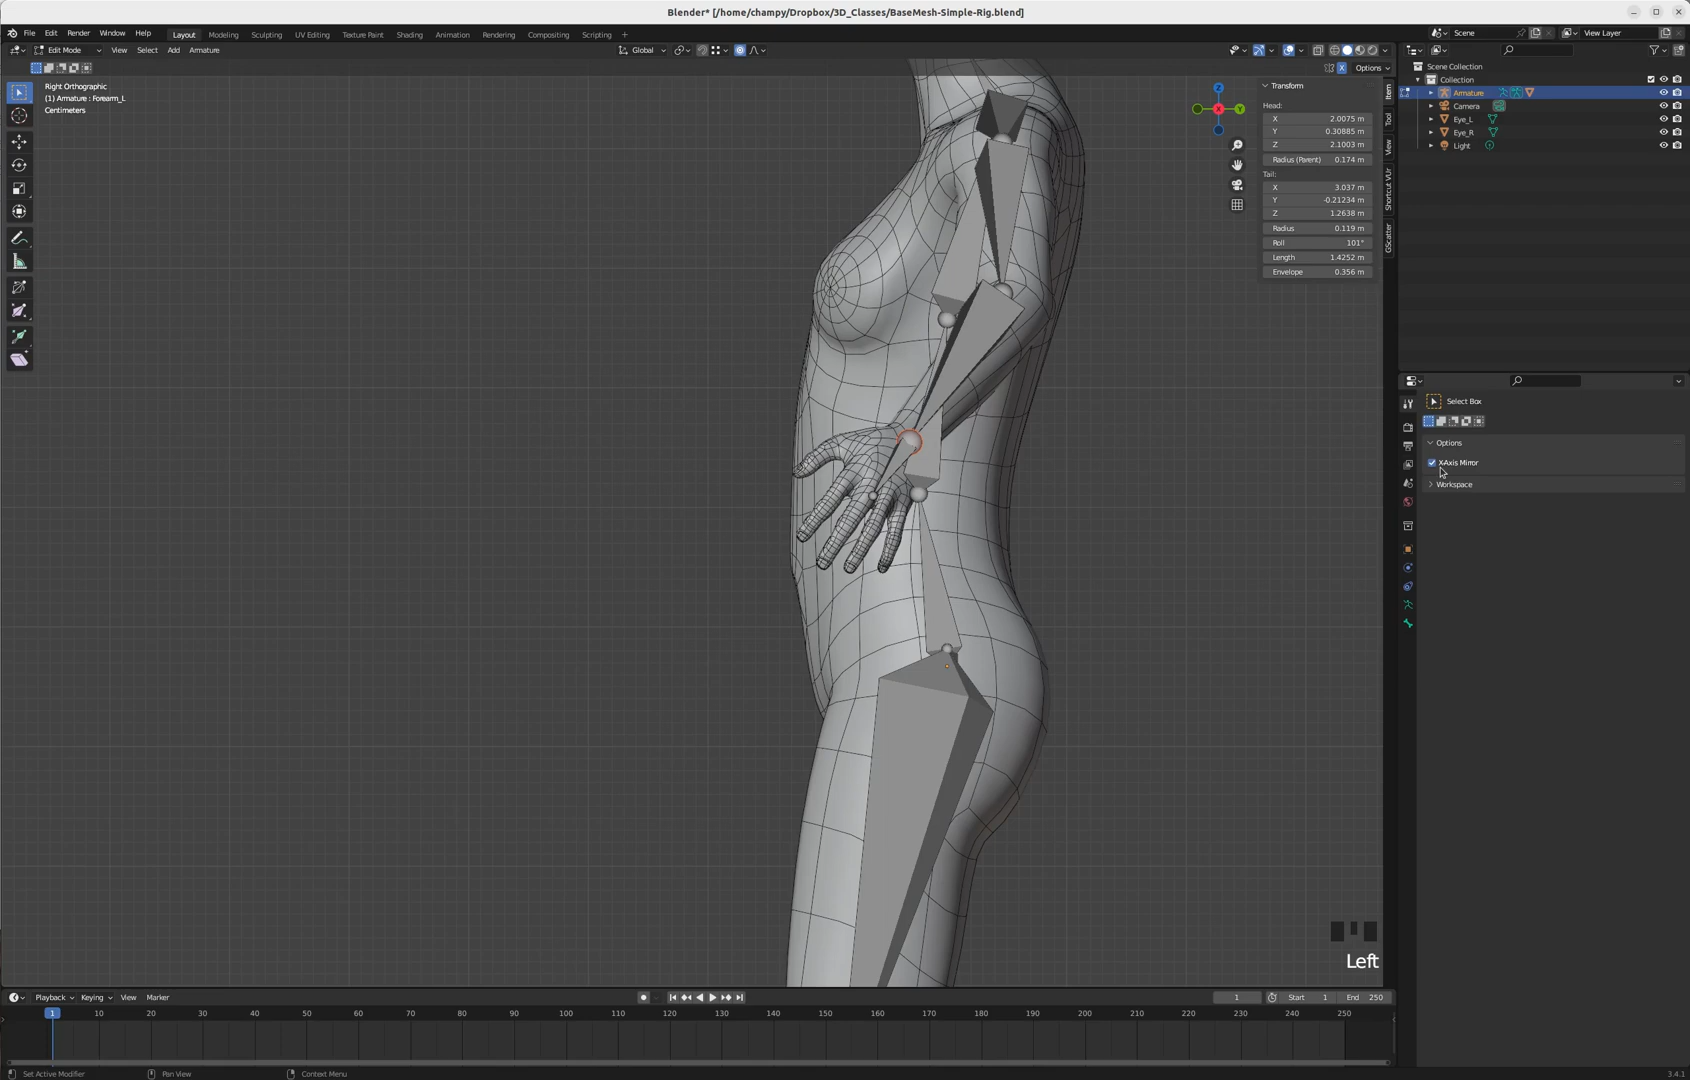 Blender* [/home/champy/Dropbox/3D_Classes/BaseMesh-Simple-Rig.blend]
File Edit Render Window Help Layout Modeling Sculpting UV Editing Texture Paint Shading Animation Rendering Compositing Scripting + Scene View Layer
Edit Mode View Select Add Armature Global
X Options
Right Orthographic
(1) Armature : Forearm_L
Centimeters
Z
X
Y
Transform
Head:
X 2.0075 m
Y 0.30885 m
Z 2.1003 m
Radius (Parent) 0.174 m
Tail:
X 3.037 m
Y -0.21234 m
Z 1.2638 m
Radius 0.119 m
Roll 101°
Length 1.4252 m
Envelope 0.356 m
Item
Tool
View
Shortcut VUr
GScatter
Scene Collection
Collection
Armature
Camera
Eye_L
Eye_R
Light
Select Box
Options
X-Axis Mirror
Workspace
Left
Playback Keying View Marker 1 Start 1 End 250
1 10 20 30 40 50 60 70 80 90 100 110 120 130 140 150 160 170 180 190 200 210 220 230 240 250
Set Active Modifier Pan View Context Menu 3.4.1